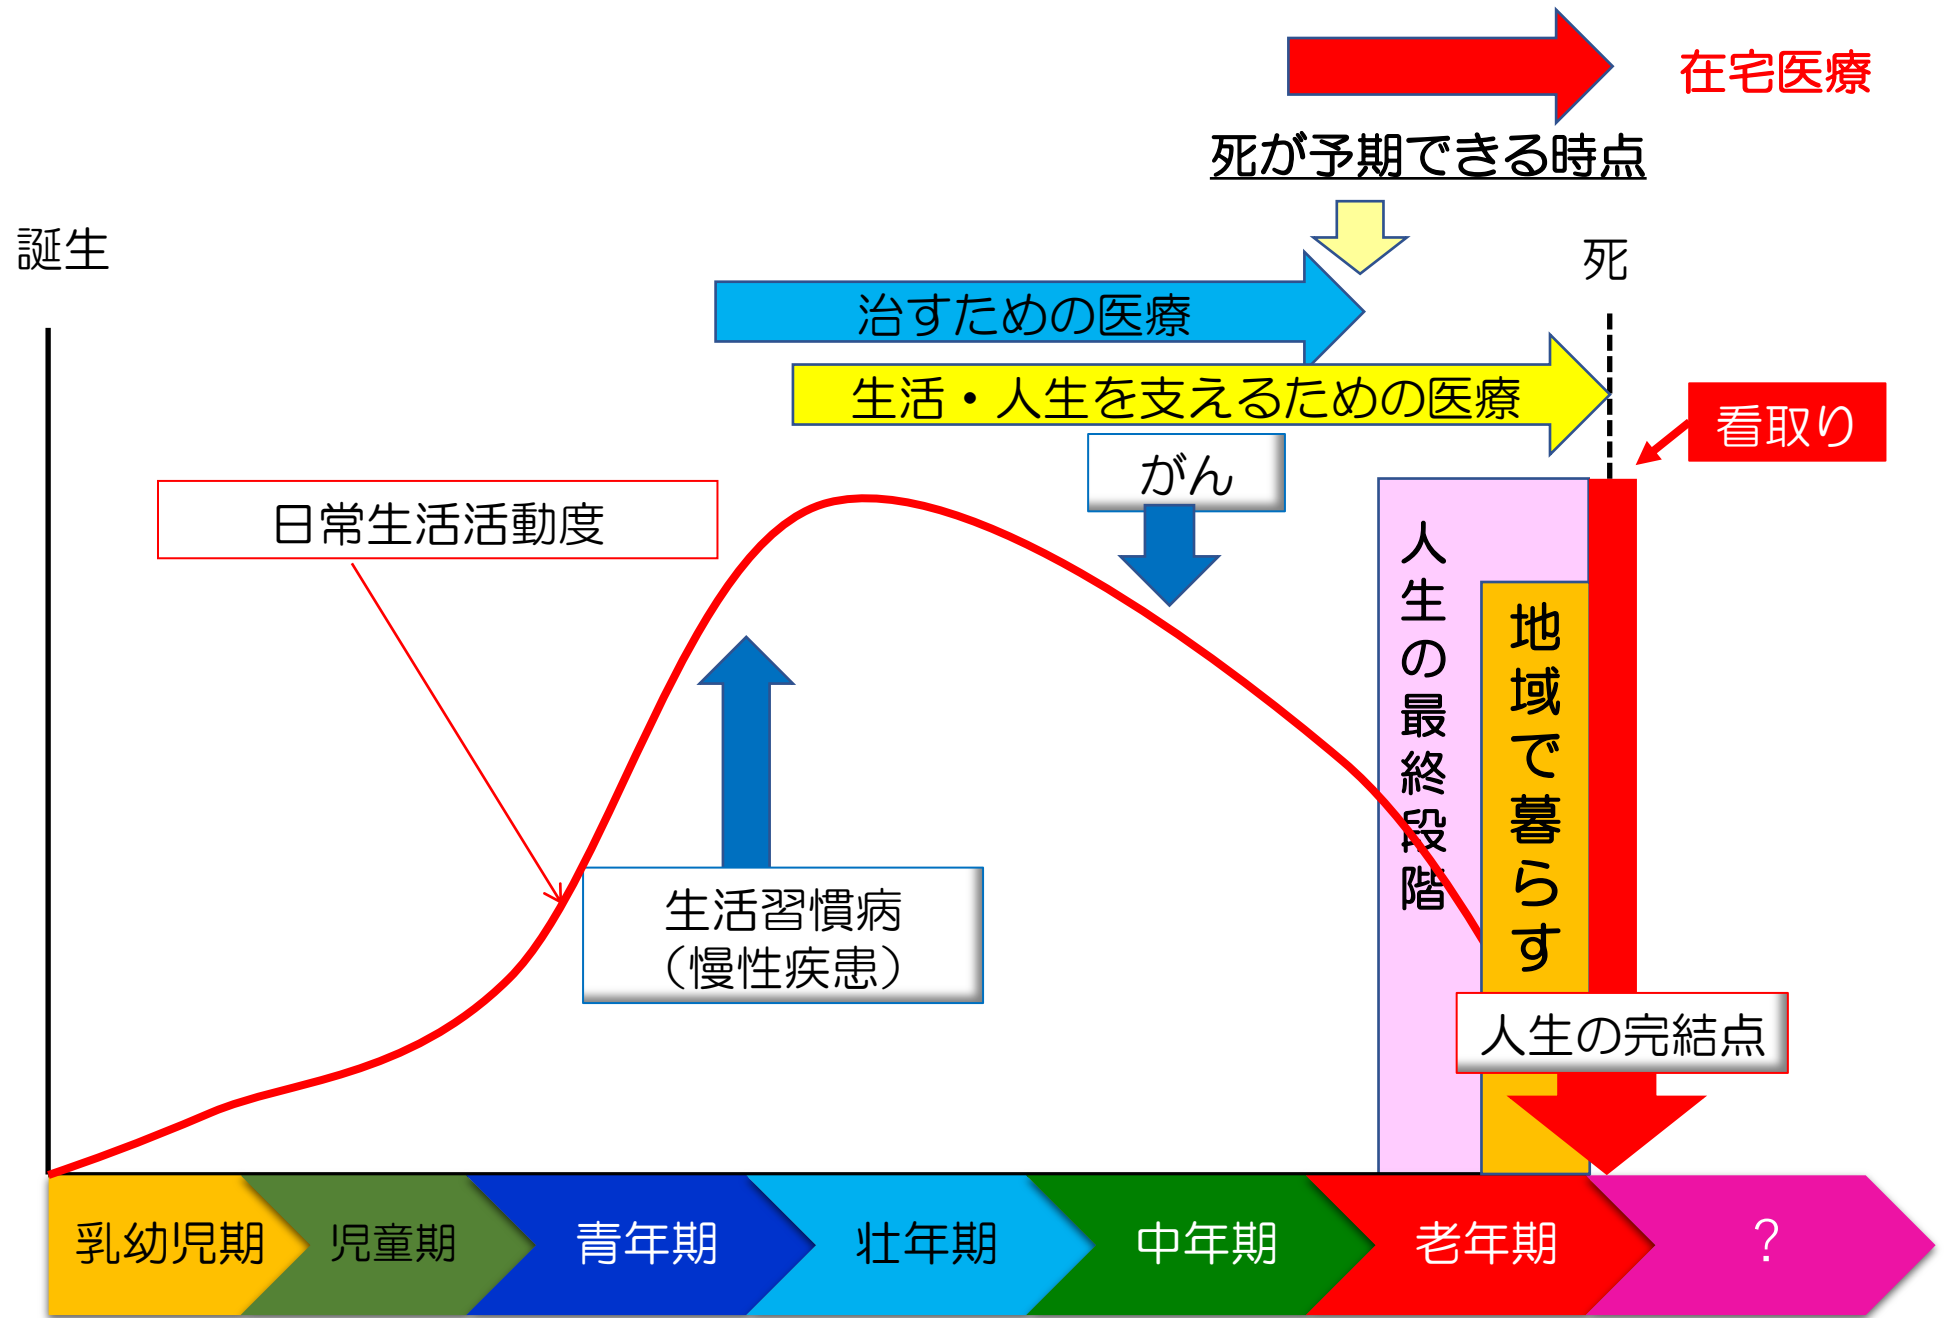 在宅医療
死が予期できる時点
誕生
死
治すための医療
生活・人生を支えるための医療
看取り
がん
日常生活活動度
人生の最終段階
地域で暮らす
生活習慣病
（慢性疾患）
人生の完結点
乳幼児期
児童期
青年期
壮年期
中年期
老年期
？